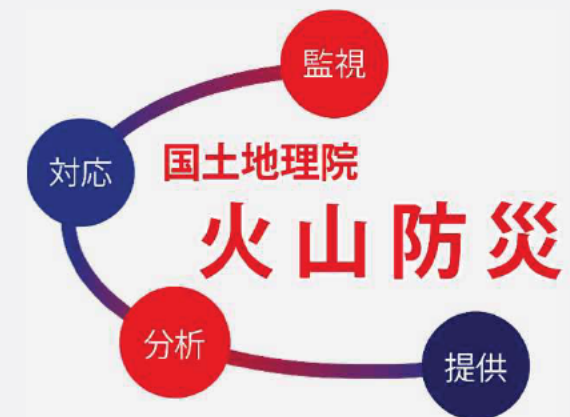 監視
対応
国土地理院
火山防災
分析
提供